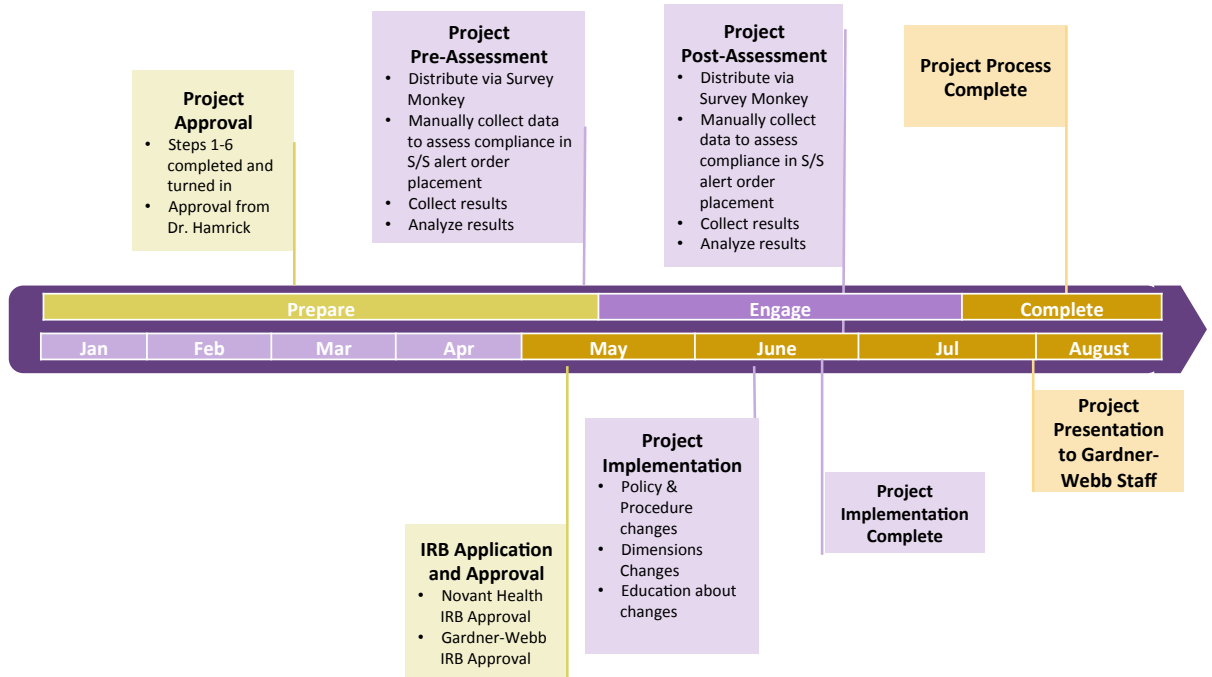 Project
Approval
• Steps 1-6
completed and
turned in
• Approval from
Dr. Hamrick
Project
Pre-Assessment
• Distribute via Survey
Monkey
• Manually collect data
to assess compliance in
S/S alert order
placement
• Collect results
• Analyze results
Project
Post-Assessment
• Distribute via
Survey Monkey
• Manually collect
data to assess
compliance in S/S
alert order
placement
• Collect results
• Analyze results
Project Process
Complete
Prepare
Engage
Complete
Jan
Feb
Mar
Apr
May
June
Jul
August
IRB Application
and Approval
• Novant Health
IRB Approval
• Gardner-Webb
IRB Approval
Project
Implementation
• Policy &
Procedure
changes
• Dimensions
Changes
• Education about
changes
Project
Implementation
Complete
Project
Presentation
to Gardner-
Webb Staff